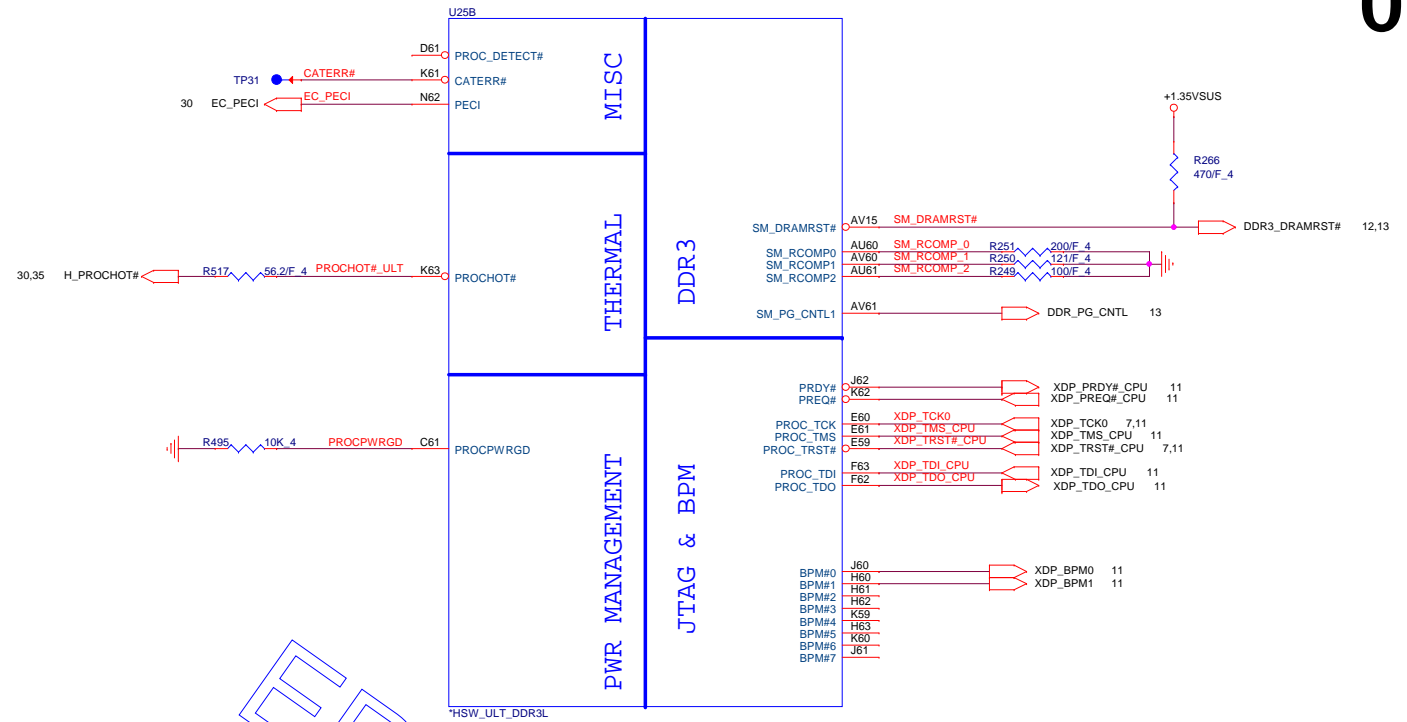 0
U25B
D61 PROC_DETECT#
TP31 CATERR# K61 CATERR#
30 EC_PECI EC_PECI N62 PECI
MISC
30,35 H_PROCHOT# R517 56.2/F_4 PROCHOT#_ULT K63 PROCHOT#
THERMAL
R495 10K_4 PROCPWRGD C61 PROCPWRGD
PWR MANAGEMENT
+1.35VSUS
R266
470/F_4
DDR3
SM_DRAMRST# AV15 SM_DRAMRST# DDR3_DRAMRST# 12,13
SM_RCOMP0 AU60 SM_RCOMP_0 R251 200/F_4
SM_RCOMP1 AV60 SM_RCOMP_1 R250 121/F_4
SM_RCOMP2 AU61 SM_RCOMP_2 R249 100/F_4
SM_PG_CNTL1 AV61 DDR_PG_CNTL 13
JTAG & BPM
PRDY# J62 XDP_PRDY#_CPU 11
PREQ# K62 XDP_PREQ#_CPU 11
PROC_TCK E60 XDP_TCK0 XDP_TCK0 7,11
PROC_TMS E61 XDP_TMS_CPU XDP_TMS_CPU 11
PROC_TRST# E59 XDP_TRST#_CPU XDP_TRST#_CPU 7,11
PROC_TDI F63 XDP_TDI_CPU XDP_TDI_CPU 11
PROC_TDO F62 XDP_TDO_CPU XDP_TDO_CPU 11
BPM#0 J60 XDP_BPM0 11
BPM#1 H60 XDP_BPM1 11
BPM#2 H61
BPM#3 H62
BPM#4 K59
BPM#5 H63
BPM#6 K60
BPM#7 J61
*HSW_ULT_DDR3L